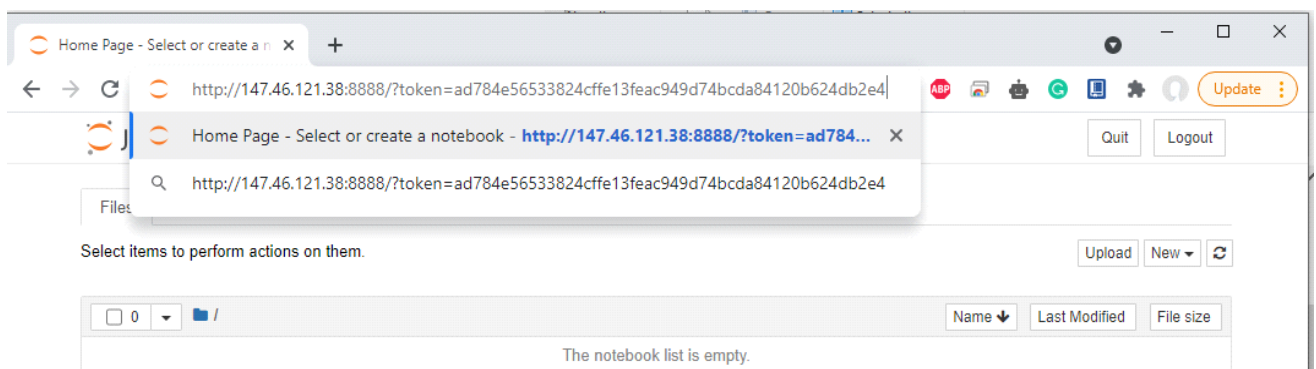 Home Page - Select or create a n
http://147.46.121.38:8888/?token=ad784e56533824cffe13feac949d74bcda84120b624db2e4
ABP
G
Update
Home Page - Select or create a notebook - http://147.46.121.38:8888/?token=ad784...
J
Quit
Logout
http://147.46.121.38:8888/?token=ad784e56533824cffe13feac949d74bcda84120b624db2e4
Files
Select items to perform actions on them.
Upload
New
0
/
Name
Last Modified
File size
The notebook list is empty.